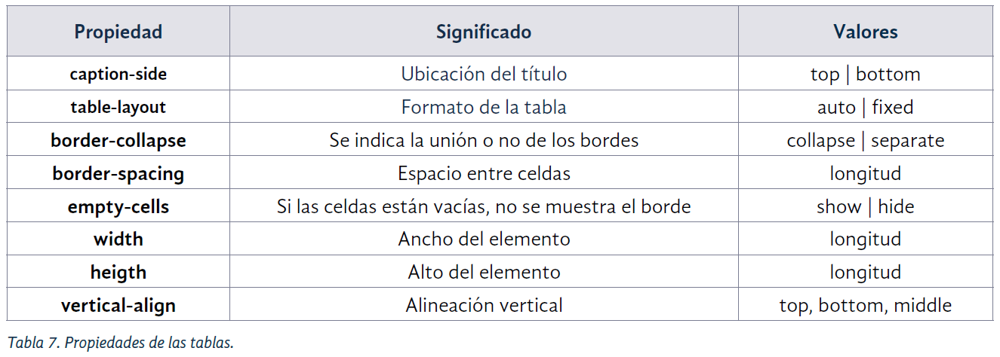 Propiedad Significado Valores
caption-side Ubicación del título top | bottom
table-layout Formato de la tabla auto | fixed
border-collapse Se indica la unión o no de los bordes collapse | separate
border-spacing Espacio entre celdas longitud
empty-cells Si las celdas están vacías, no se muestra el borde show | hide
width Ancho del elemento longitud
heigth Alto del elemento longitud
vertical-align Alineación vertical top, bottom, middle
Tabla 7. Propiedades de las tablas.